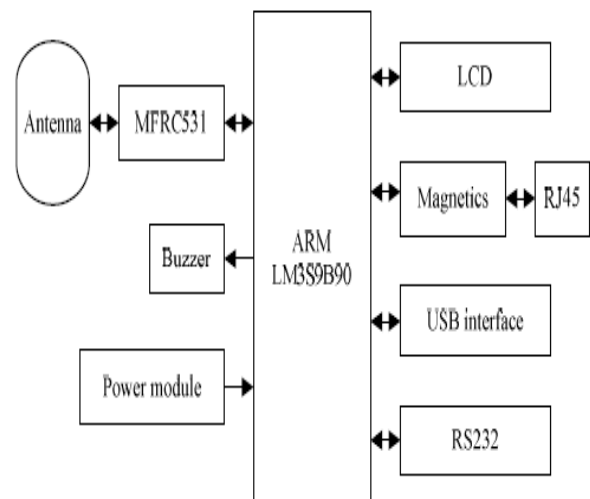 Antenna
MFRC531
Buzzer
Power module
ARM
LM3S9B90
LCD
Magnetics
RJ45
USB interface
RS232